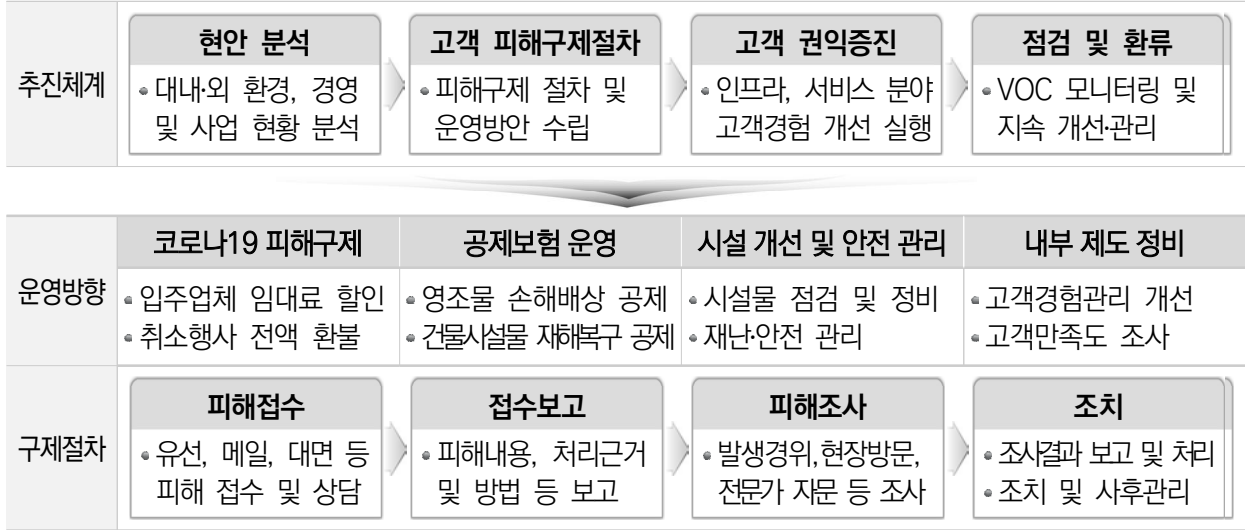 추진체계
현안 분석
• 대내·외 환경, 경영
및 사업 현황 분석
고객 피해구제절차
• 피해구제 절차 및
운영방안 수립
고객 권익증진
• 인프라, 서비스 분야
고객경험 개선 실행
점검 및 환류
• VOC 모니터링 및
지속 개선·관리
운영방향
코로나19 피해구제
• 입주업체 임대료 할인
• 취소행사 전액 환불
공제보험 운영
• 영조물 손해배상 공제
• 건물시설물 재해복구 공제
시설 개선 및 안전 관리
• 시설물 점검 및 정비
• 재난·안전 관리
내부 제도 정비
• 고객경험관리 개선
• 고객만족도 조사
구제절차
피해접수
• 유선, 메일, 대면 등
피해 접수 및 상담
접수보고
• 피해내용, 처리근거
및 방법 등 보고
피해조사
• 발생경위, 현장방문,
전문가 자문 등 조사
조치
• 조사결과 보고 및 처리
• 조치 및 사후관리